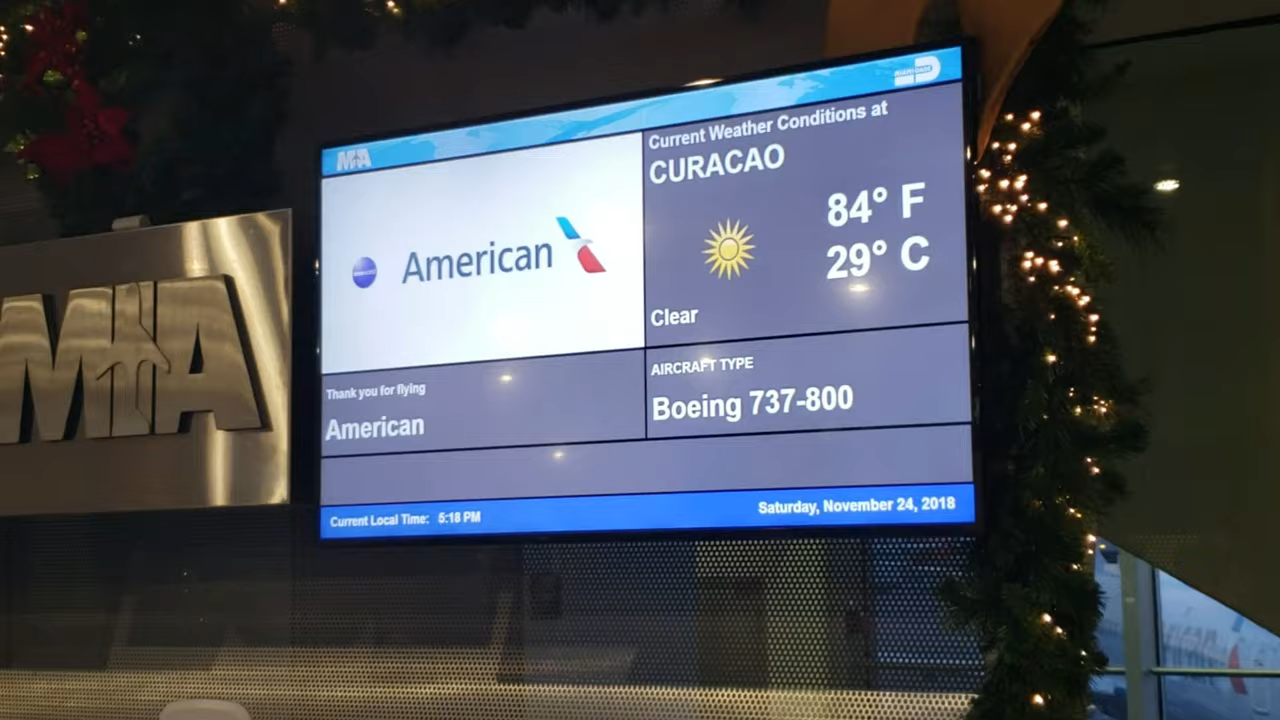 MIA
MIA
American
Thank you for flying
American
Current Weather Conditions at
CURACAO
84° F
29° C
Clear
AIRCRAFT TYPE
Boeing 737-800
Current Local Time: 5:18 PM
Saturday, November 24, 2018